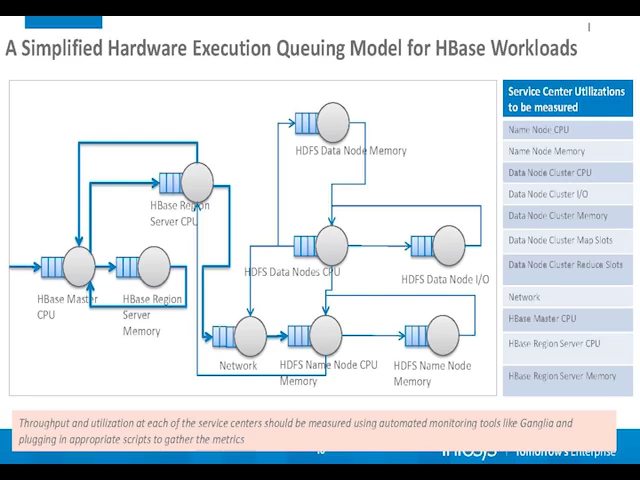 A Simplified Hardware Execution Queuing Model for HBase Workloads
HDFS Data Node Memory
HBase Region
Server CPU
HDFS Data Nodes CPU
HDFS Data Node I/O
HBase Master
CPU
HBase Region
Server
Memory
Network
HDFS Name Node CPU
Memory
HDFS Name Node
Memory
Service Center Utilizations
to be measured
Name Node CPU
Name Node Memory
Data Node Cluster CPU
Data Node Cluster I/O
Data Node Cluster Memory
Data Node Cluster Map Slots
Data Node Cluster Reduce Slots
Network
HBase Master CPU
HBase Region Server CPU
HBase Region Server Memory
Throughput and utilization at each of the service centers should be measured using automated monitoring tools like Ganglia and
plugging in appropriate scripts to gather the metrics
Infosys | Tomorrow's Enterprise